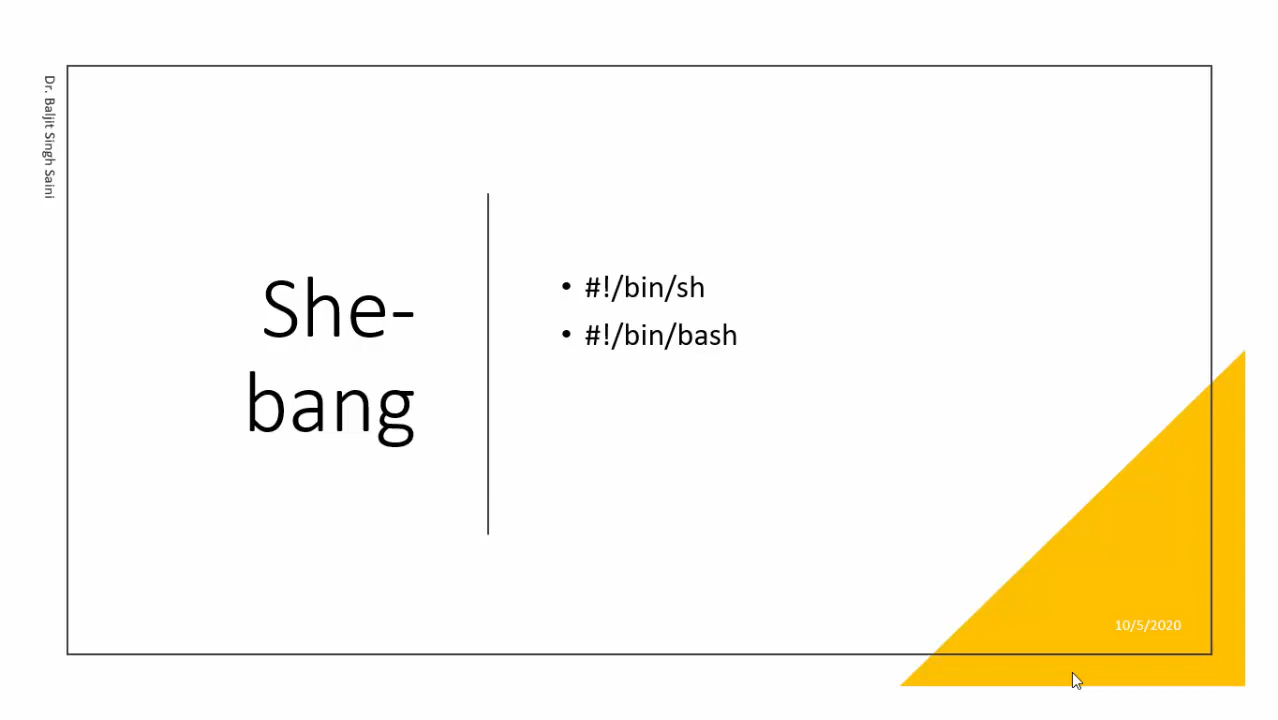 Dr. Baljit Singh Saini
She-
bang
• #!/bin/sh
• #!/bin/bash
10/5/2020